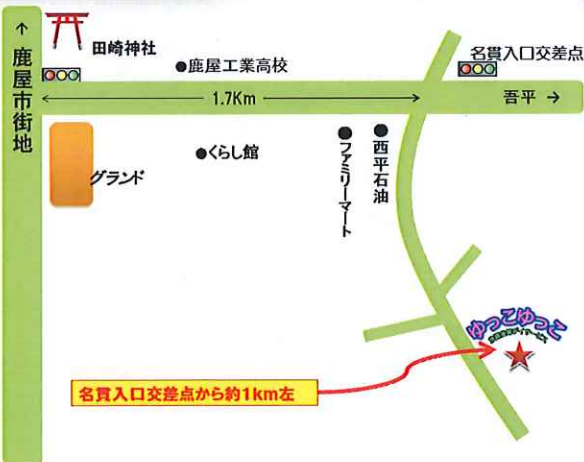 ↑
鹿屋市街地
田崎神社
●鹿屋工業高校
名貫入口交差点
1.7Km
吾平 →
グランド
●くらし館
●ファミリーマート
●西平石油
ゆっこゆっこ
名貫入口交差点から約1km左